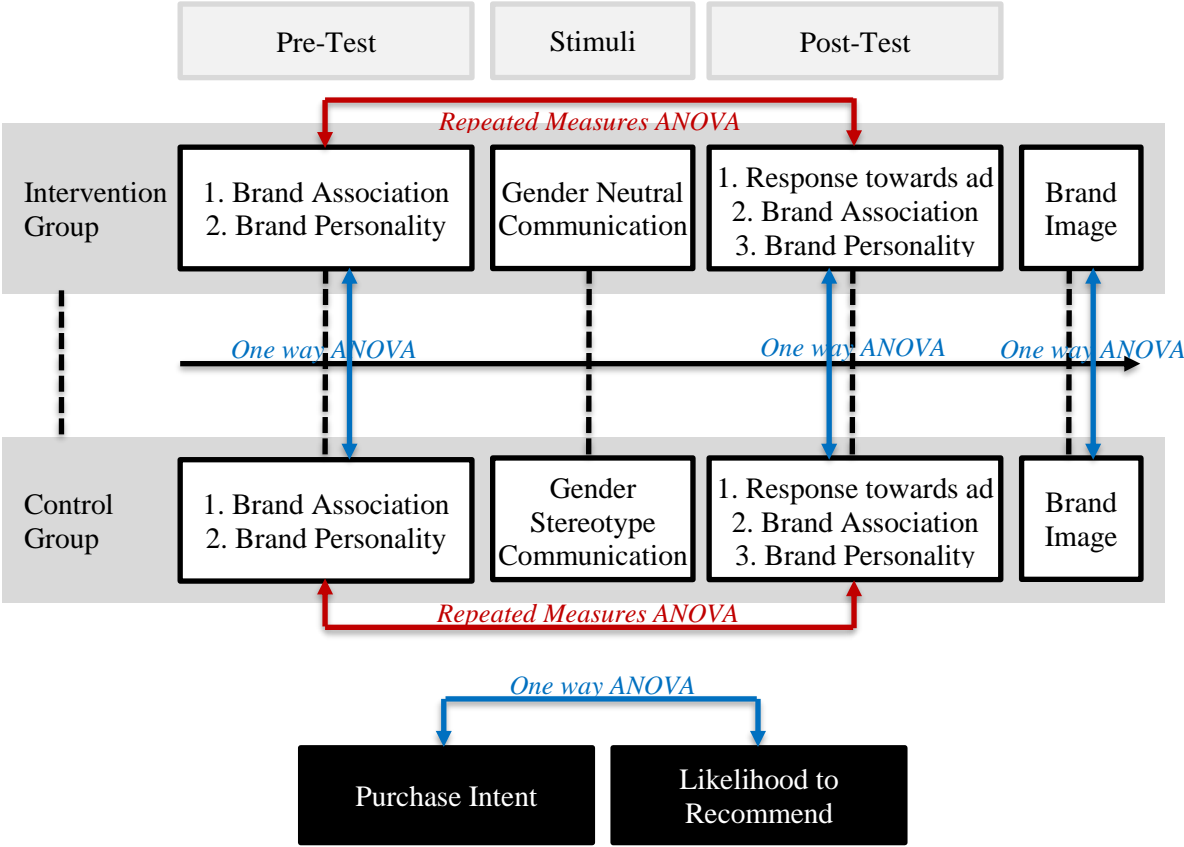 Pre-Test
Stimuli
Post-Test
Repeated Measures ANOVA
Intervention
Group
1. Brand Association
2. Brand Personality
Gender Neutral
Communication
1. Response towards ad
2. Brand Association
3. Brand Personality
Brand
Image
One way ANOVA
One way ANOVA
One way ANOVA
Control
Group
1. Brand Association
2. Brand Personality
Gender
Stereotype
Communication
1. Response towards ad
2. Brand Association
3. Brand Personality
Brand
Image
Repeated Measures ANOVA
One way ANOVA
Purchase Intent
Likelihood to
Recommend